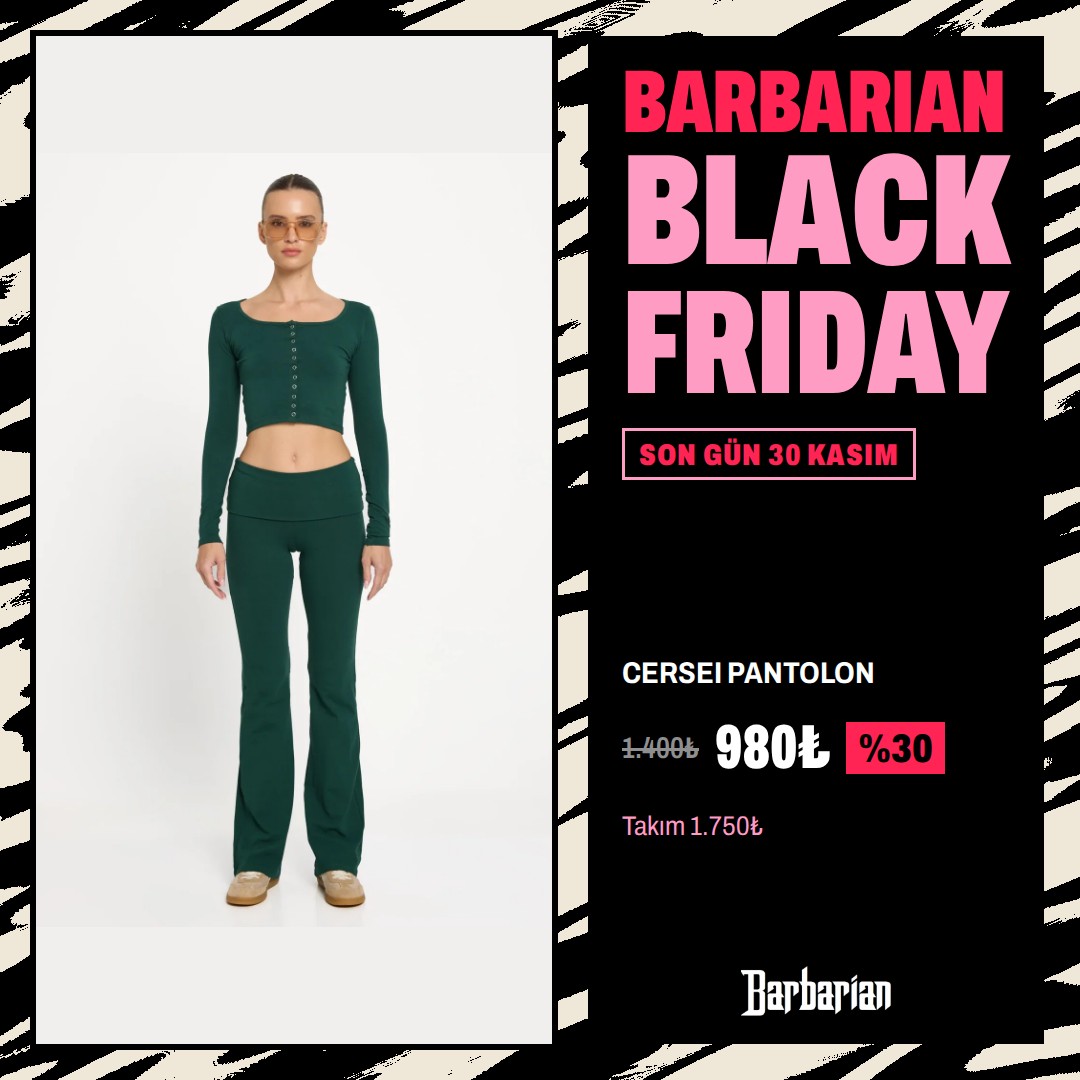 BARBARIAN
BLACK
FRIDAY
SON GÜN 30 KASIM
CERSEI PANTOLON
1.400₺ 980₺ %30
Takım 1.750₺
Barbarian